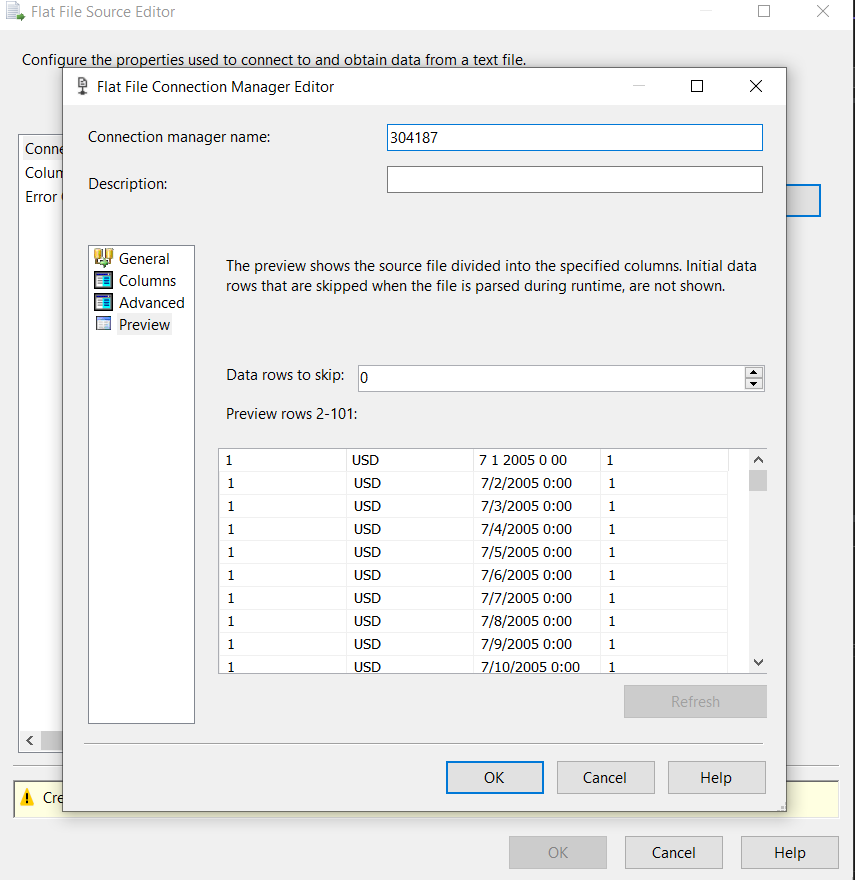 Flat File Source Editor
Configure the properties used to connect to and obtain data from a text file.
Flat File Connection Manager Editor
Connection manager name: 304187
Description:
Conne
Colum
Error
General
Columns
Advanced
Preview
The preview shows the source file divided into the specified columns. Initial data
rows that are skipped when the file is parsed during runtime, are not shown.
Data rows to skip: 0
Preview rows 2-101:
1 USD 7 1 2005 0 00 1
1 USD 7/2/2005 0:00 1
1 USD 7/3/2005 0:00 1
1 USD 7/4/2005 0:00 1
1 USD 7/5/2005 0:00 1
1 USD 7/6/2005 0:00 1
1 USD 7/7/2005 0:00 1
1 USD 7/8/2005 0:00 1
1 USD 7/9/2005 0:00 1
1 USD 7/10/2005 0:00 1
Refresh
OK Cancel Help
Cre
OK Cancel Help